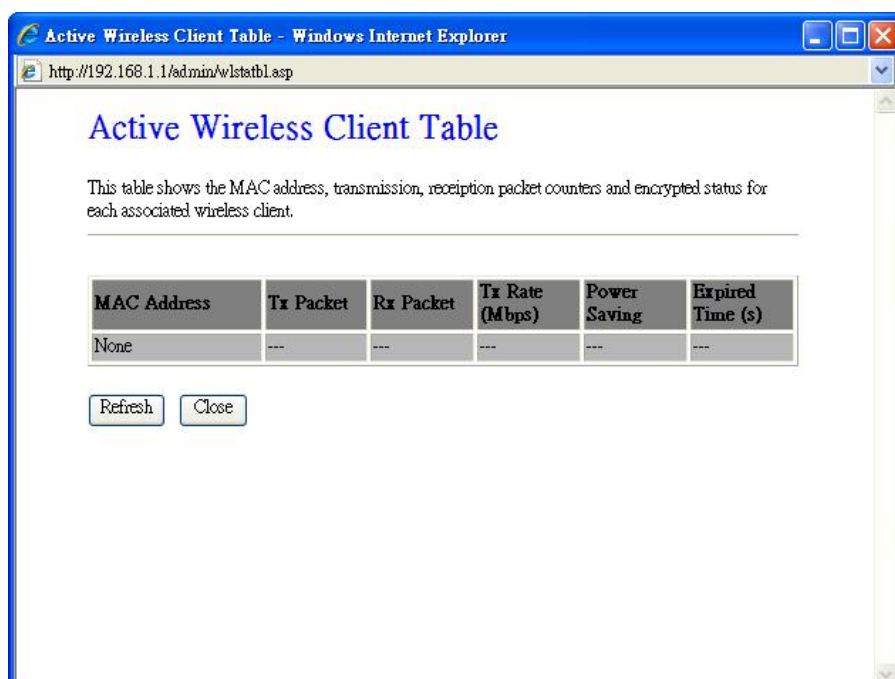 Active Wireless Client Table - Windows Internet Explorer
http://192.168.1.1/admin/wlstatbl.asp
Active Wireless Client Table
This table shows the MAC address, transmission, receiption packet counters and encrypted status for
each associated wireless client.
MAC Address Tx Packet Rx Packet Tx Rate (Mbps) Power Saving Expired Time (s)
None --- --- --- --- ---
Refresh Close